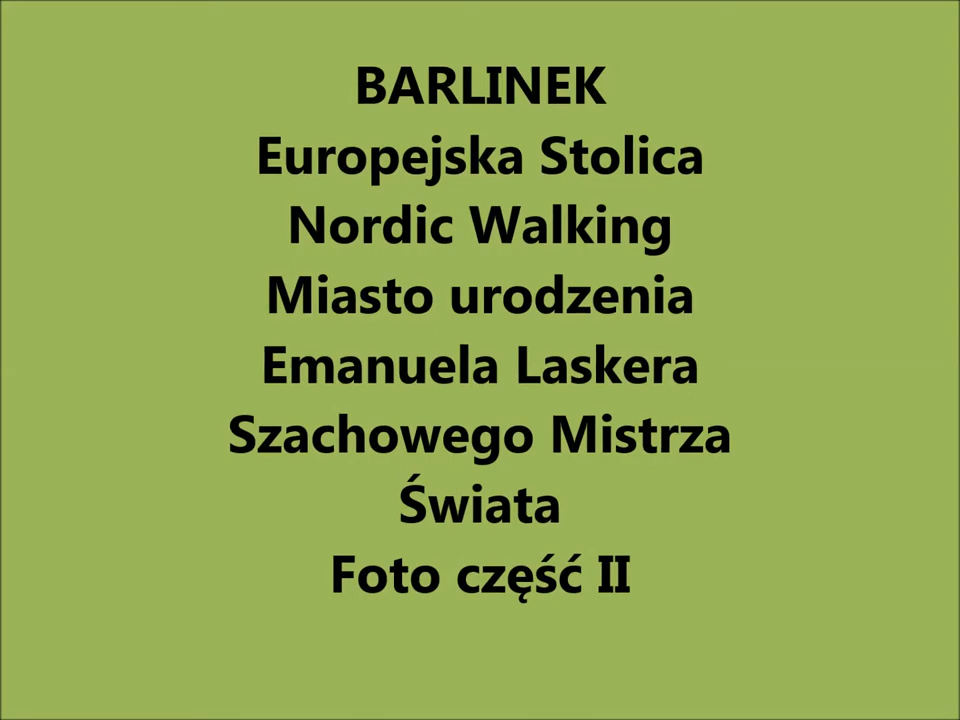 BARLINEK
Europejska Stolica
Nordic Walking
Miasto urodzenia
Emanuela Laskera
Szachowego Mistrza
Świata
Foto część II